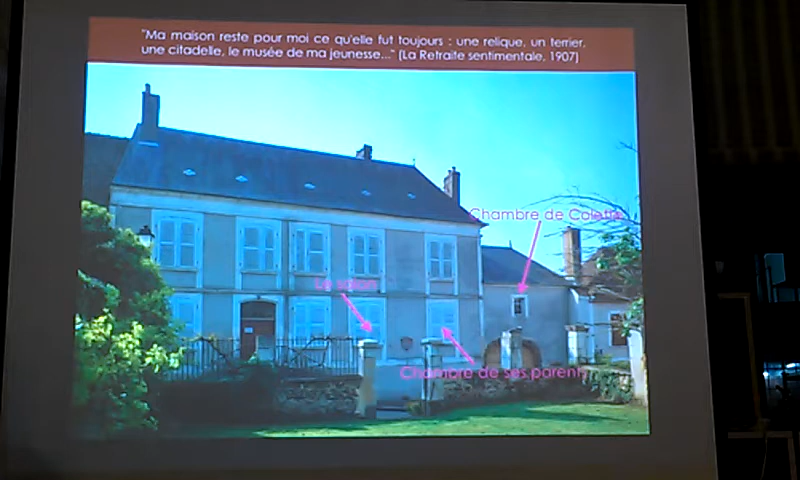 "Ma maison reste pour moi ce qu'elle fut toujours : une relique, un terrier,
une citadelle, le musée de ma jeunesse..." (La Retraite sentimentale, 1907)
Chambre de Colette
Le salon
Chambre de ses parents